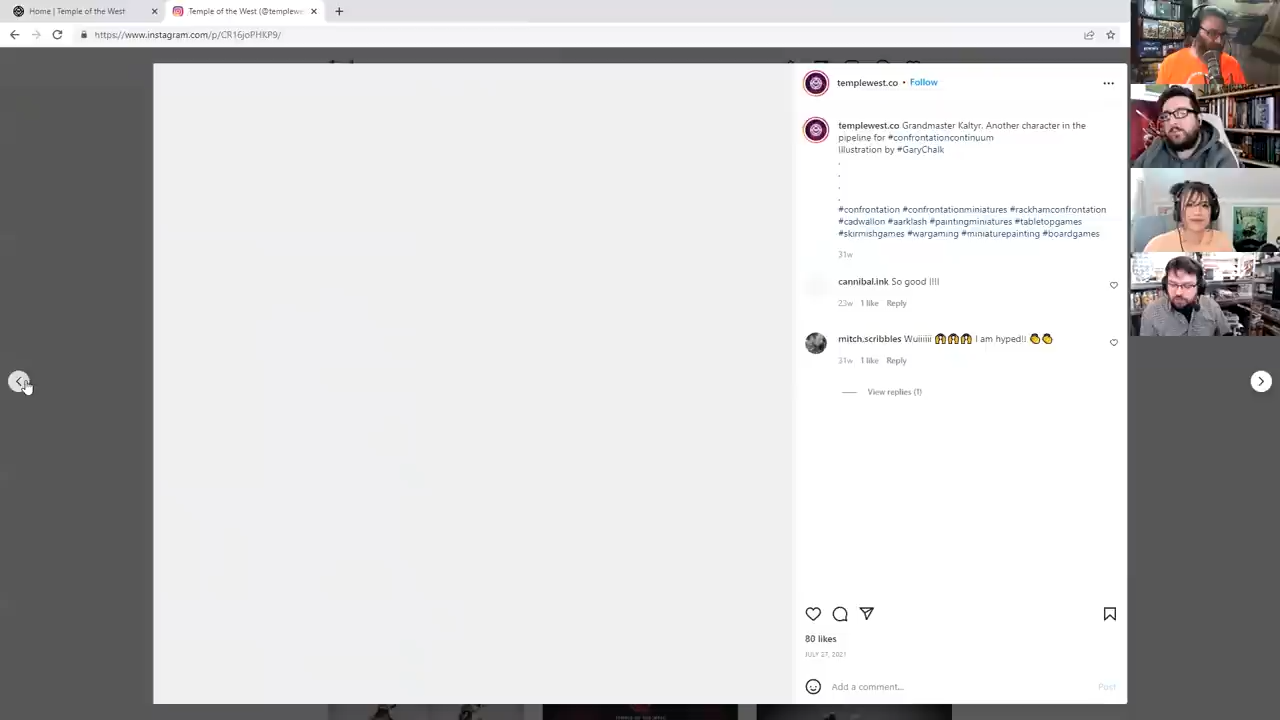 Home | Temple of the West
Temple of the West (@templewe
https://www.instagram.com/p/CR16joPHKP9/
templewest.co • Follow
templewest.co Grandmaster Kaltyr. Another character in the
pipeline for #confrontationcontinuum
Illustration by #GaryChalk
.
.
.
.
#confrontation #confrontationminiatures #rackhamconfrontation
#cadwallon #aarklash #paintingminiatures #tabletopgames
#skirmishgames #wargaming #miniaturepainting #boardgames
31w
cannibal.ink So good !!!!
23w 1 like Reply
mitch.scribbles Wuiiiiii 🙌🙌🙌 I am hyped!! 👏👏
31w 1 like Reply
View replies (1)
80 likes
JULY 27, 2021
Add a comment...
Post